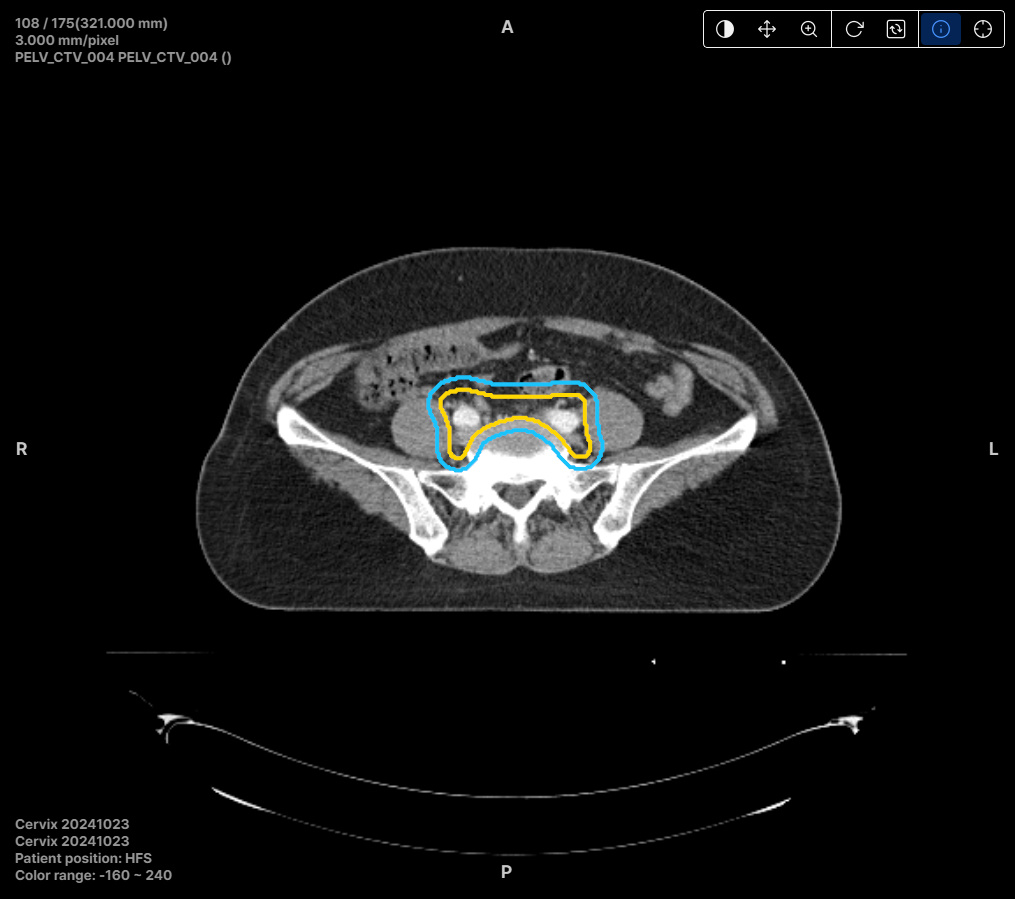 108 / 175(321.000 mm)
3.000 mm/pixel
PELV_CTV_004 PELV_CTV_004 ()
A
R
L
Cervix 20241023
Cervix 20241023
Patient position: HFS
Color range: -160 ~ 240
P